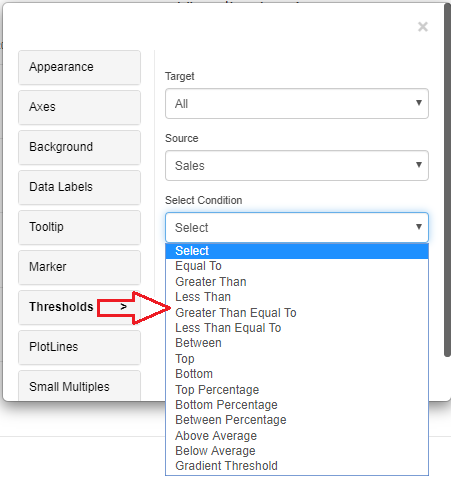 ×
Appearance
Axes
Background
Data Labels
Tooltip
Marker
Thresholds >
PlotLines
Small Multiples
Target
All
Source
Sales
Select Condition
Select
Select
Equal To
Greater Than
Less Than
Greater Than Equal To
Less Than Equal To
Between
Top
Bottom
Top Percentage
Bottom Percentage
Between Percentage
Above Average
Below Average
Gradient Threshold